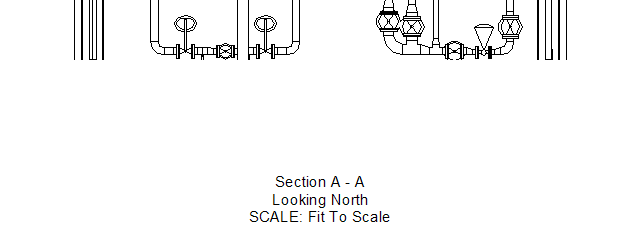 Section A - A
Looking North
SCALE: Fit To Scale